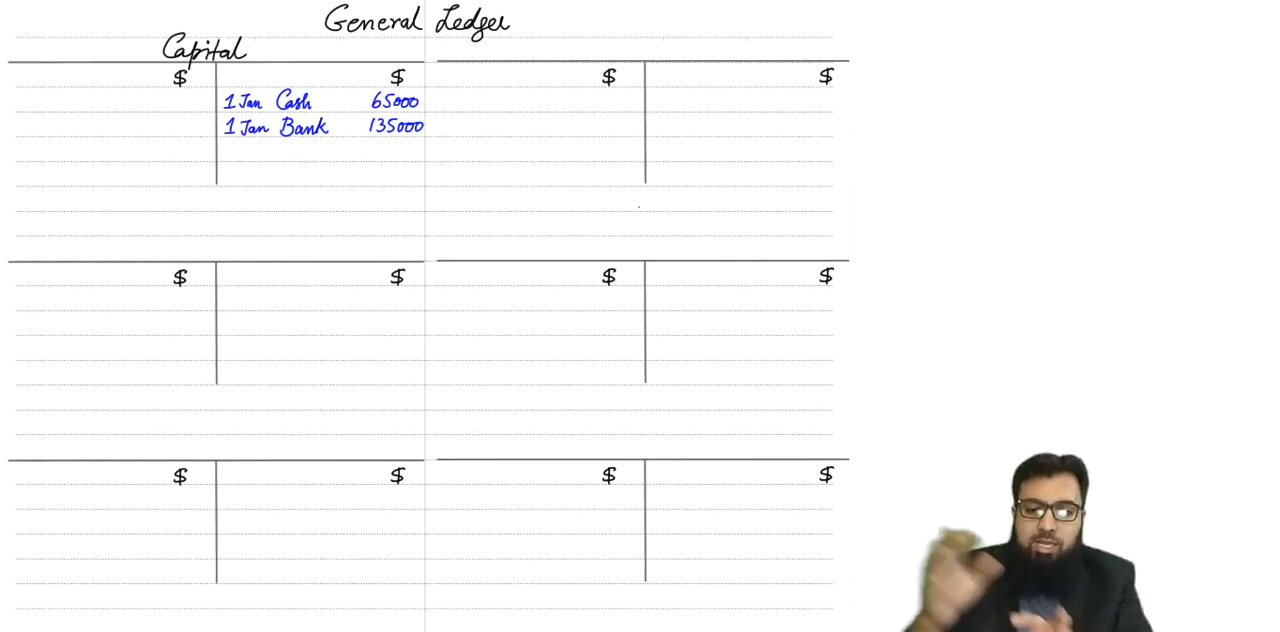 General Ledger
Capital
$ $ $ $
1 Jan Cash 65000
1 Jan Bank 135000
$ $ $ $
$ $ $ $